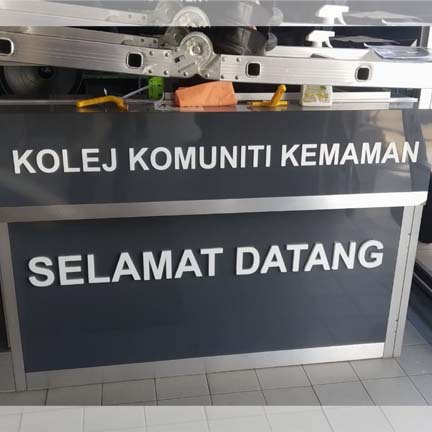 KOLEJ KOMUNITI KEMAMAN
SELAMAT DATANG